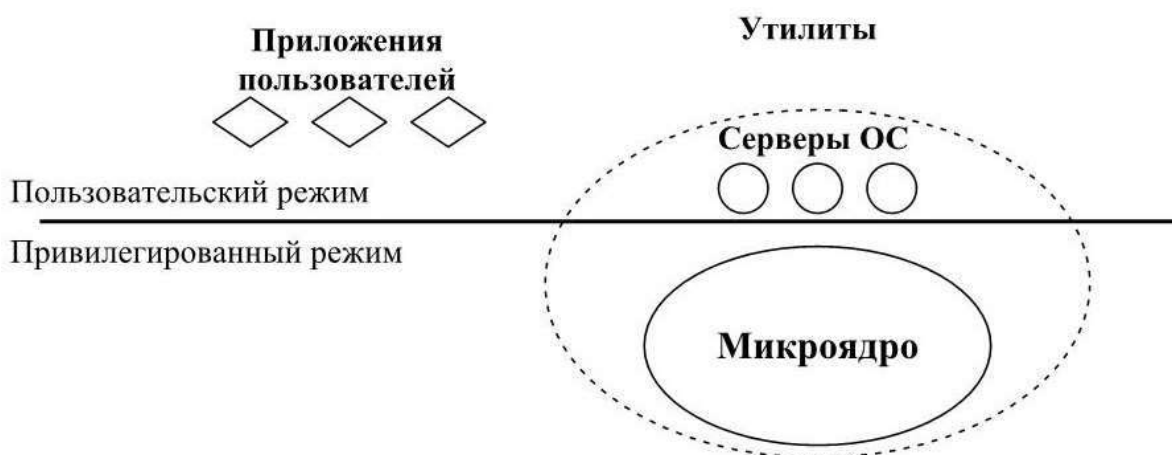 Утилиты
Приложения
пользователей
Серверы ОС
Пользовательский режим
Привилегированный режим
Микроядро